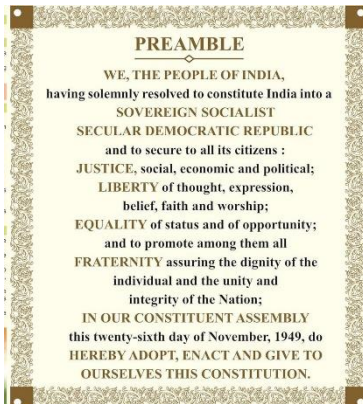 PREAMBLE
WE, THE PEOPLE OF INDIA,
having solemnly resolved to constitute India into a
SOVEREIGN SOCIALIST
SECULAR DEMOCRATIC REPUBLIC
and to secure to all its citizens :
JUSTICE, social, economic and political;
LIBERTY of thought, expression,
belief, faith and worship;
EQUALITY of status and of opportunity;
and to promote among them all
FRATERNITY assuring the dignity of the
individual and the unity and
integrity of the Nation;
IN OUR CONSTITUENT ASSEMBLY
this twenty-sixth day of November, 1949, do
HEREBY ADOPT, ENACT AND GIVE TO
OURSELVES THIS CONSTITUTION.